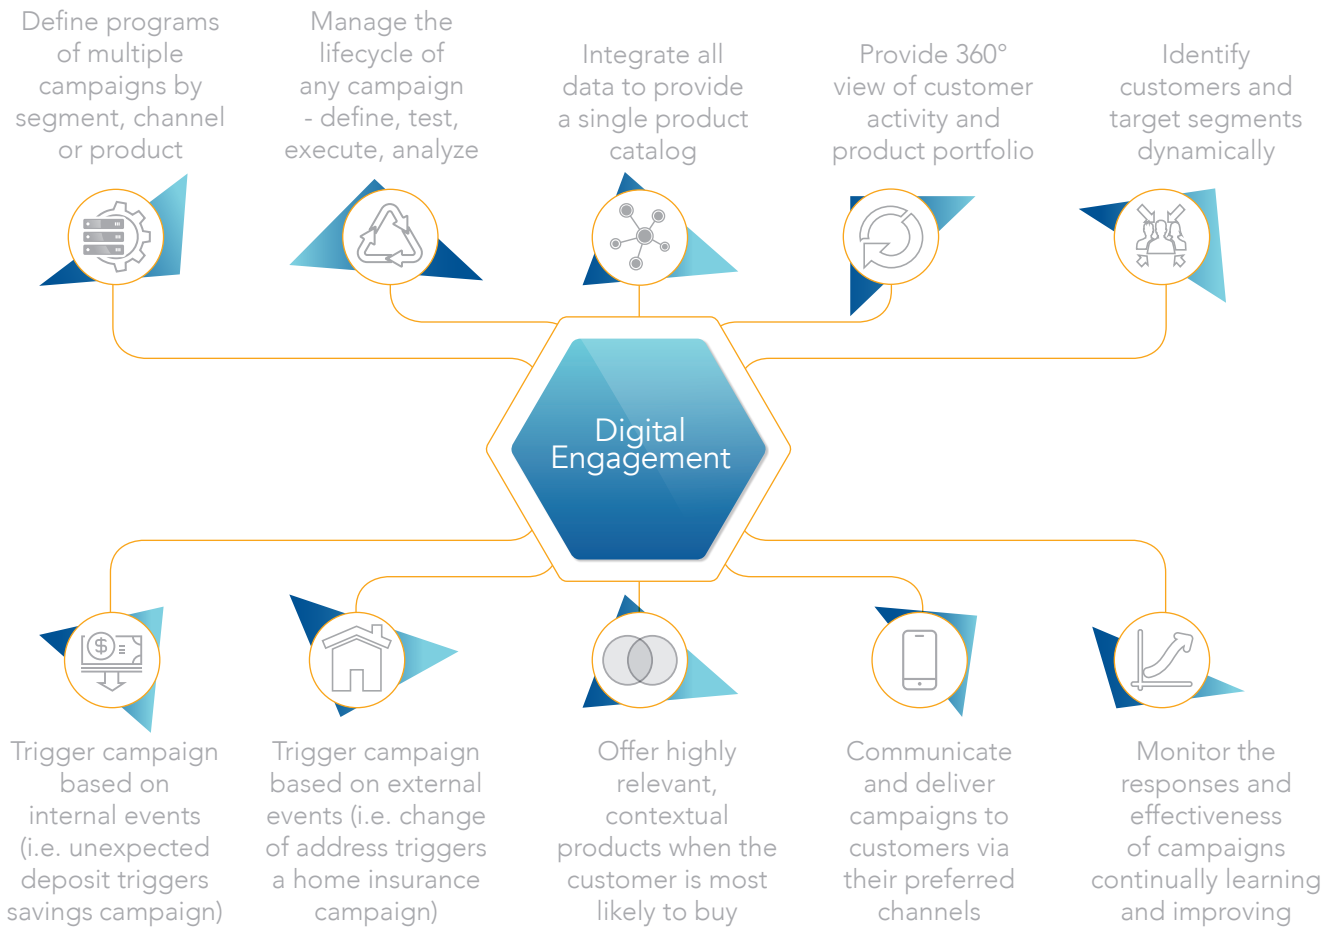 Define programs
of multiple
campaigns by
segment, channel
or product
Manage the
lifecycle of
any campaign
- define, test,
execute, analyze
Integrate all
data to provide
a single product
catalog
Provide 360°
view of customer
activity and
product portfolio
Identify
customers and
target segments
dynamically
Digital
Engagement
$
Trigger campaign
based on
internal events
(i.e. unexpected
deposit triggers
savings campaign)
Trigger campaign
based on external
events (i.e. change
of address triggers
a home insurance
campaign)
Offer highly
relevant,
contextual
products when the
customer is most
likely to buy
Communicate
and deliver
campaigns to
customers via
their preferred
channels
Monitor the
responses and
effectiveness
of campaigns
continually learning
and improving